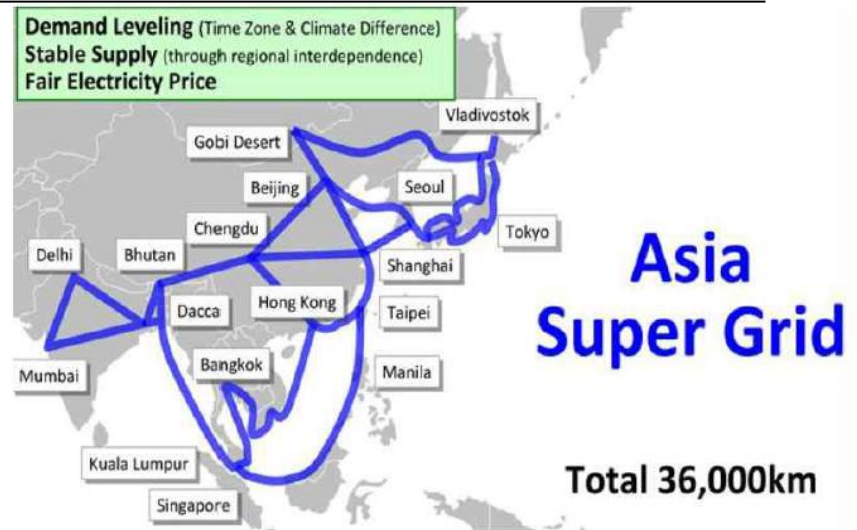 Demand Leveling (Time Zone & Climate Difference)
Stable Supply (through regional interdependence)
Fair Electricity Price
Vladivostok
Gobi Desert
Beijing
Seoul
Chengdu
Tokyo
Delhi
Bhutan
Shanghai
Asia
Super Grid
Dacca
Hong Kong
Taipei
Bangkok
Mumbai
Manila
Kuala Lumpur
Singapore
Total 36,000km